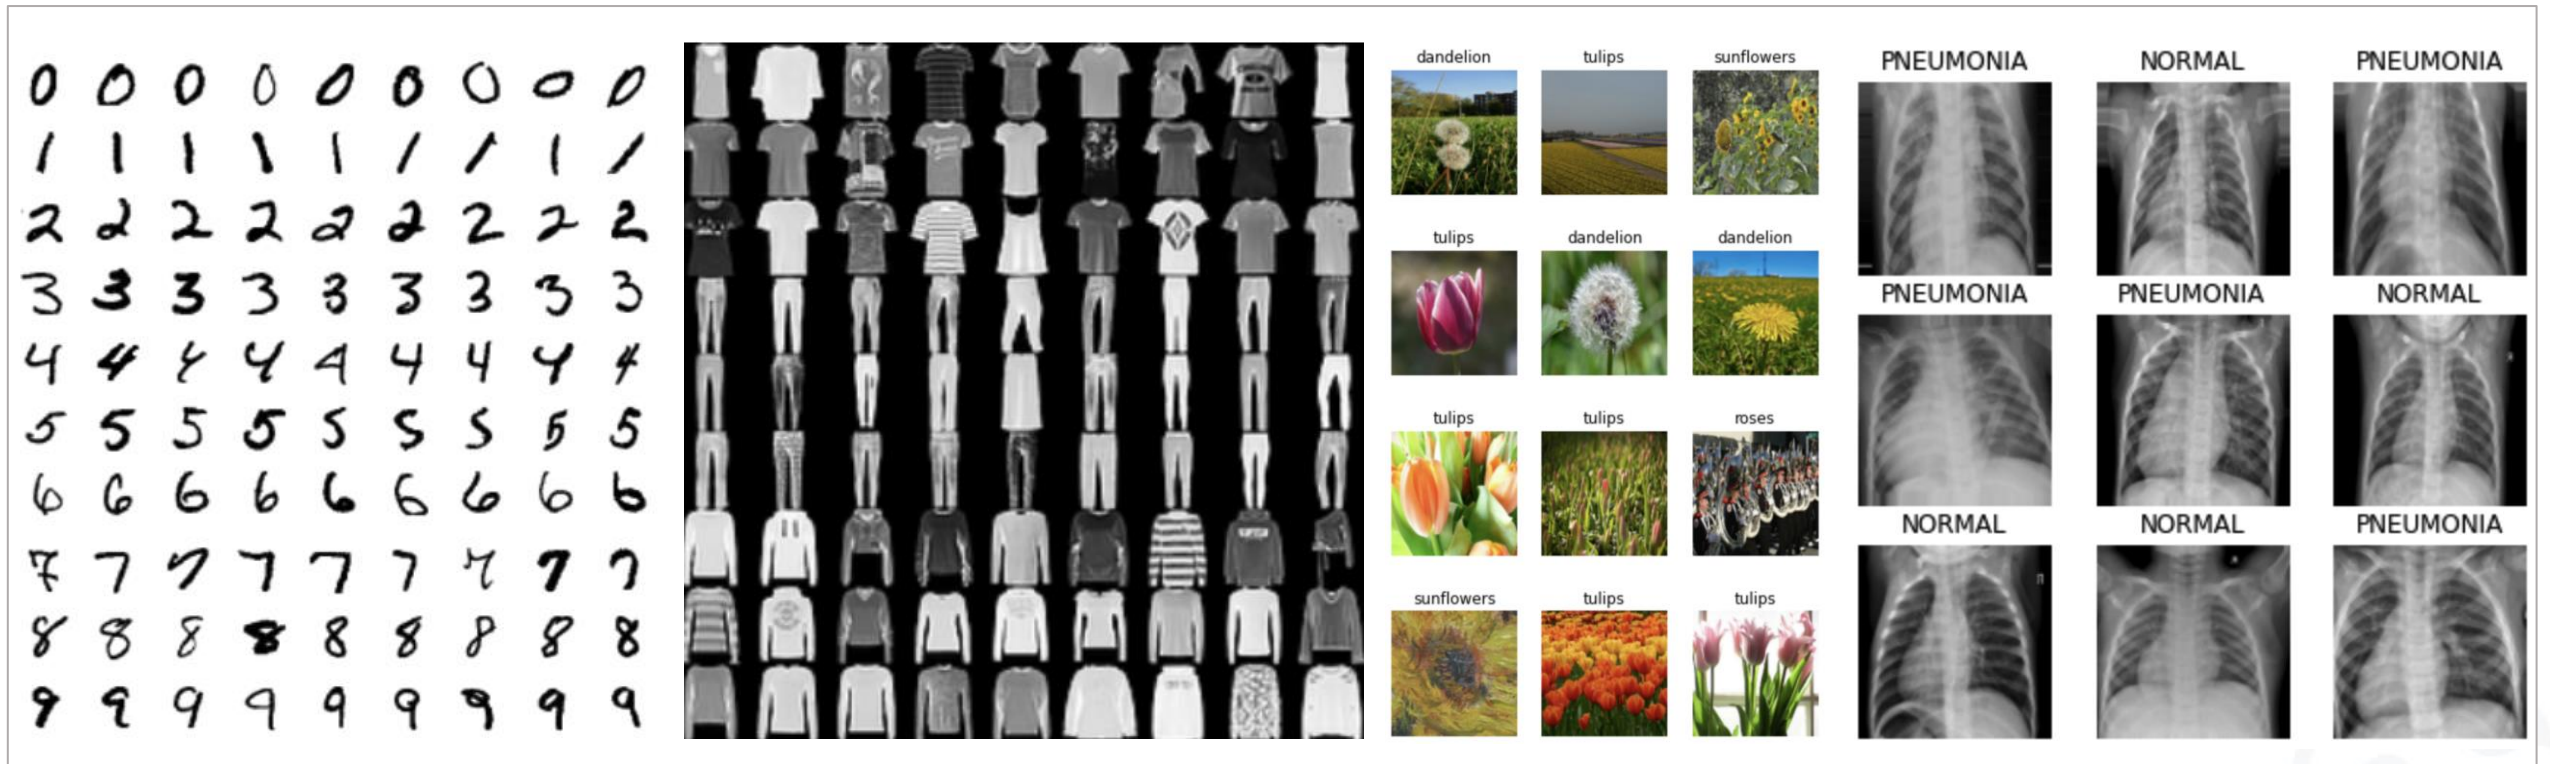 0 0 0 0 0 0 0 0 0
1 1 1 1 1 1 1 1 1
2 2 2 2 2 2 2 2 2
3 3 3 3 3 3 3 3 3
4 4 4 4 4 4 4 4 4
5 5 5 5 5 5 5 5 5
6 6 6 6 6 6 6 6 6
7 7 7 7 7 7 7 7 7
8 8 8 8 8 8 8 8 8
9 9 9 9 9 9 9 9 9
dandelion tulips sunflowers
tulips dandelion dandelion
tulips tulips roses
sunflowers tulips tulips
PNEUMONIA NORMAL PNEUMONIA
PNEUMONIA PNEUMONIA NORMAL
NORMAL NORMAL PNEUMONIA